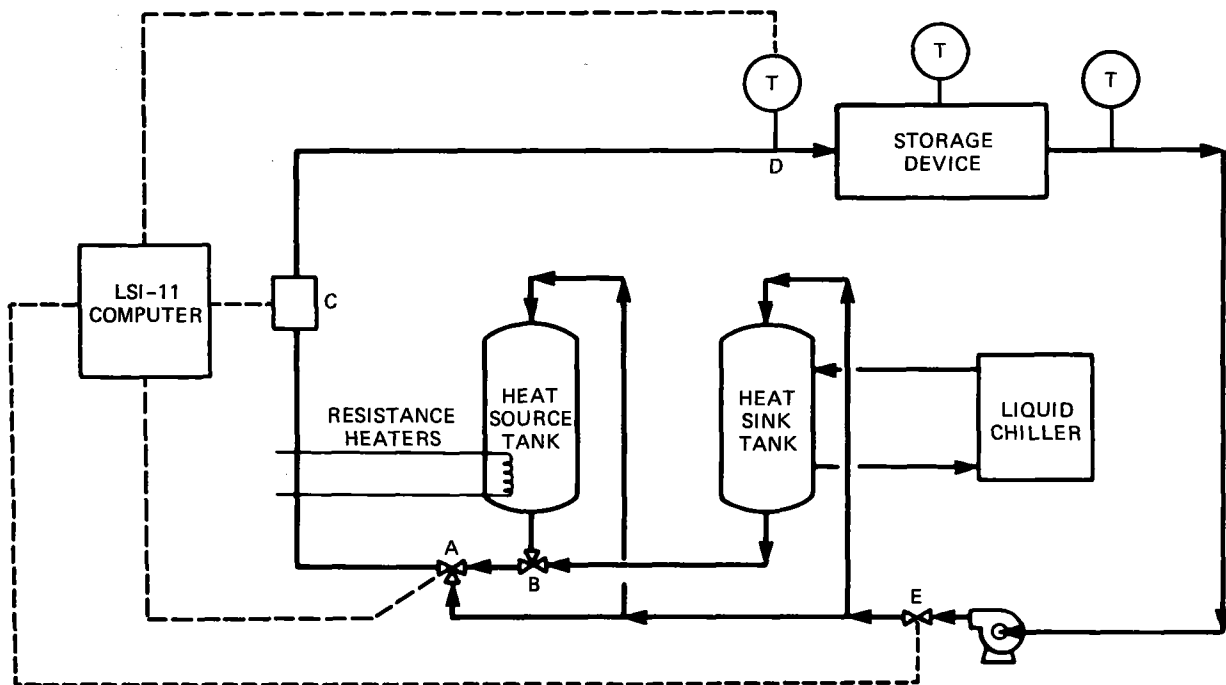 T
T
T
STORAGE
DEVICE
D
LSI-11
COMPUTER
C
HEAT
SOURCE
TANK
HEAT
SINK
TANK
LIQUID
CHILLER
RESISTANCE
HEATERS
A
B
E